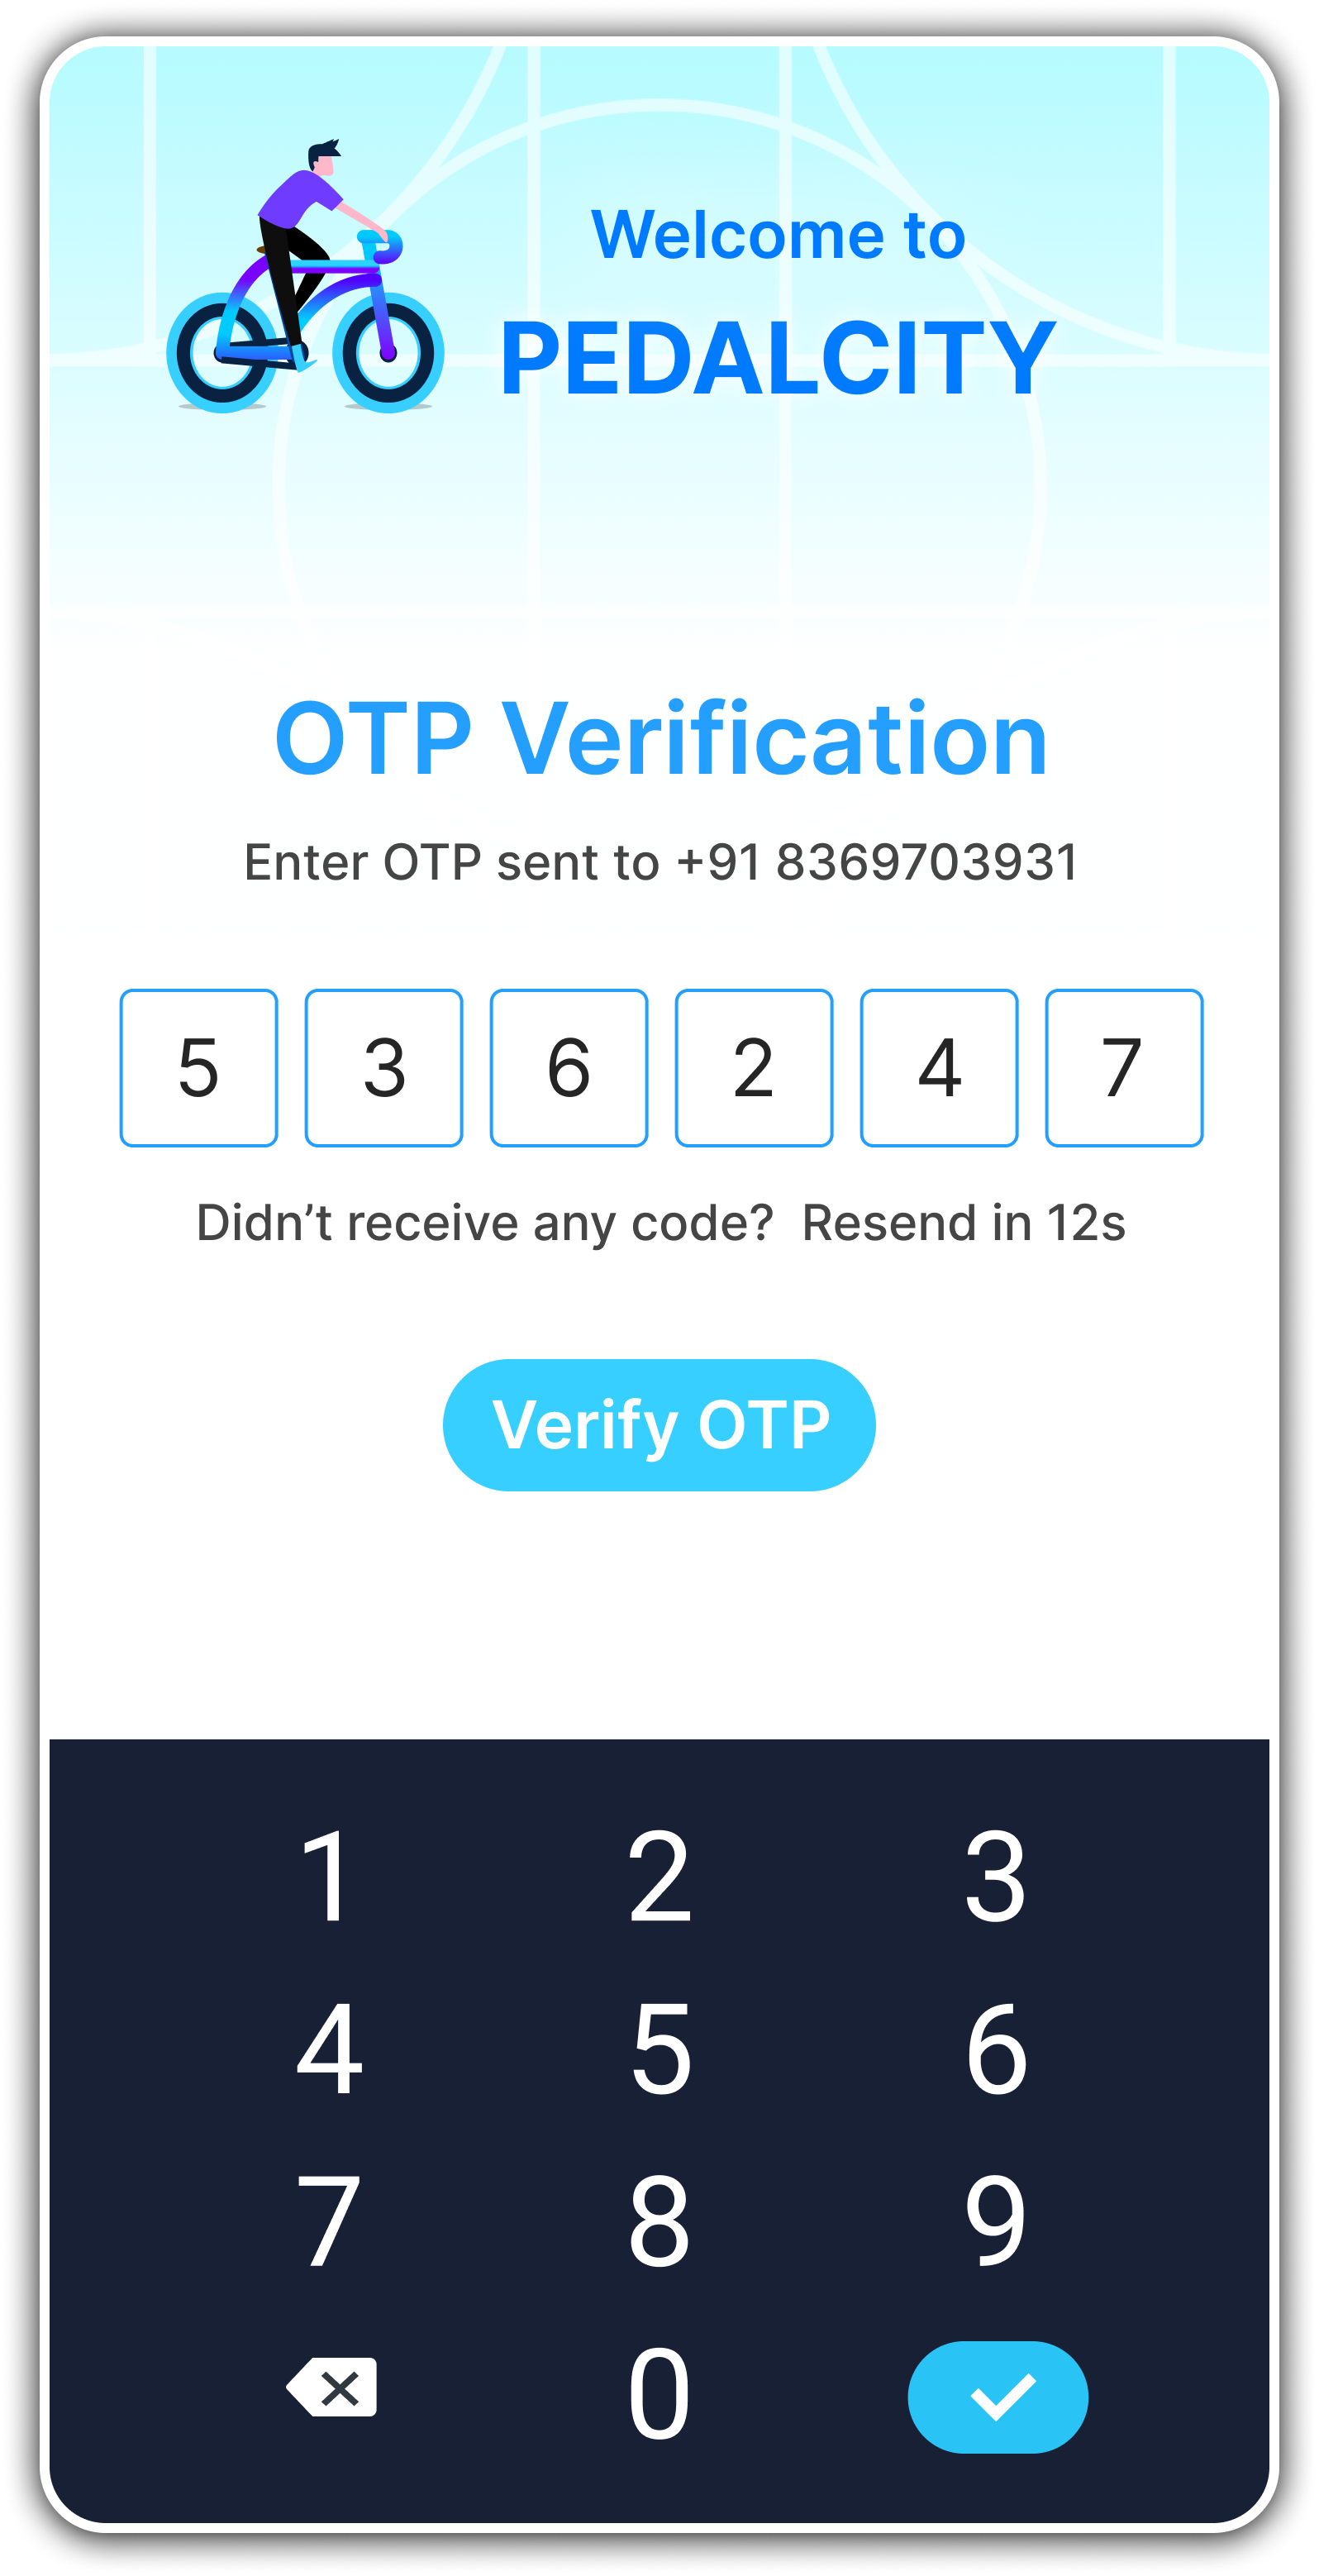 Welcome to
PEDALCITY
OTP Verification
Enter OTP sent to +91 8369703931
5 3 6 2 4 7
Didn’t receive any code?  Resend in 12s
Verify OTP
1 2 3
4 5 6
7 8 9
0